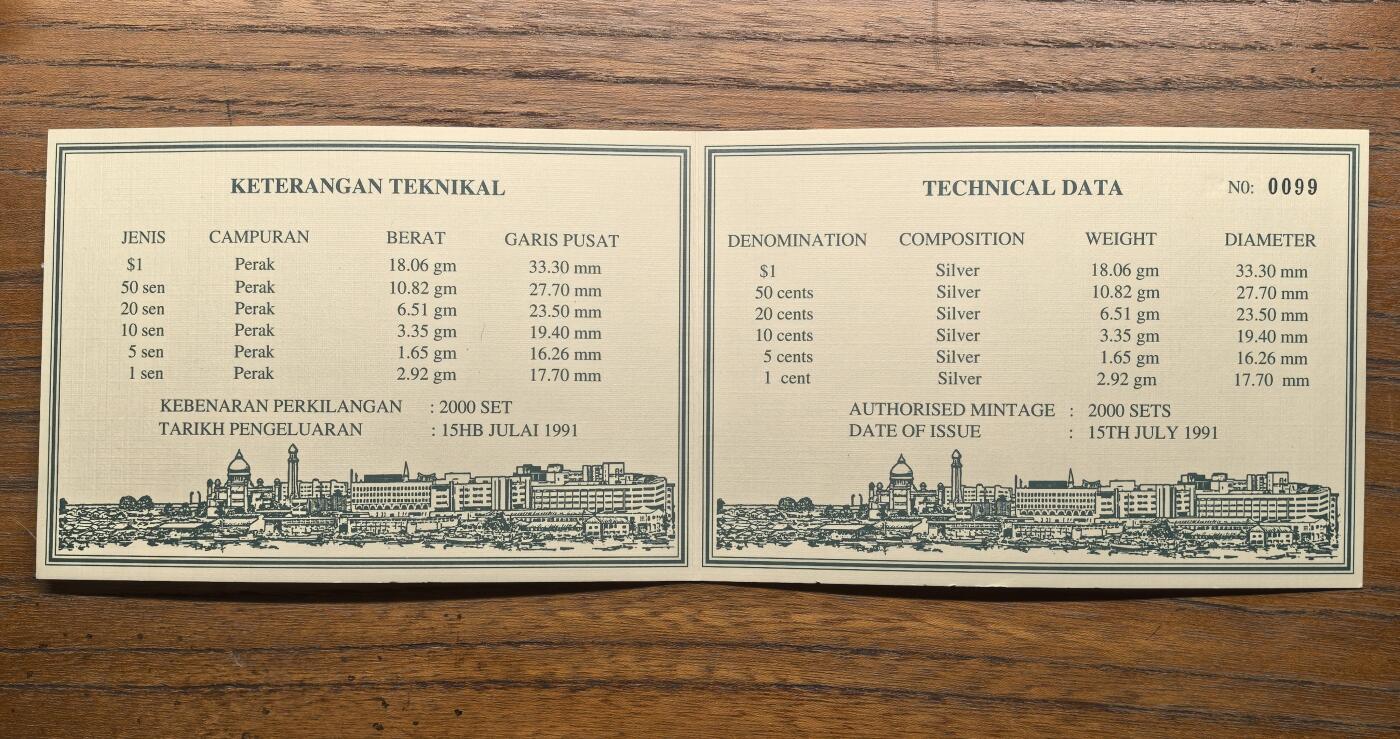 KETERANGAN TEKNIKAL
JENIS CAMPURAN BERAT GARIS PUSAT
$1 Perak 18.06 gm 33.30 mm
50 sen Perak 10.82 gm 27.70 mm
20 sen Perak 6.51 gm 23.50 mm
10 sen Perak 3.35 gm 19.40 mm
5 sen Perak 1.65 gm 16.26 mm
1 sen Perak 2.92 gm 17.70 mm
KEBENARAN PERKILANGAN : 2000 SET
TARIKH PENGELUARAN : 15HB JULAI 1991
TECHNICAL DATA N0: 0099
DENOMINATION COMPOSITION WEIGHT DIAMETER
$1 Silver 18.06 gm 33.30 mm
50 cents Silver 10.82 gm 27.70 mm
20 cents Silver 6.51 gm 23.50 mm
10 cents Silver 3.35 gm 19.40 mm
5 cents Silver 1.65 gm 16.26 mm
1 cent Silver 2.92 gm 17.70 mm
AUTHORISED MINTAGE : 2000 SETS
DATE OF ISSUE : 15TH JULY 1991